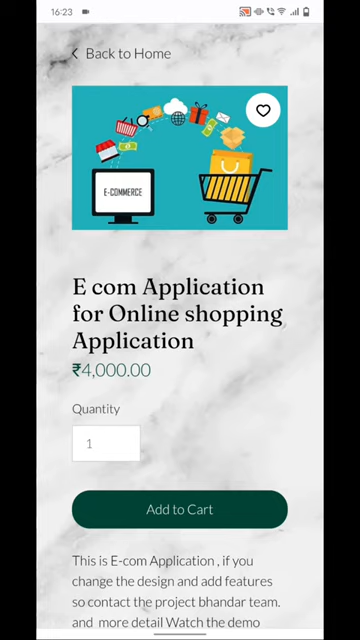 16:23
Back to Home
E-COMMERCE
E com Application
for Online shopping
Application
₹4,000.00
Quantity
1
Add to Cart
This is E-com Application , if you
change the design and add features
so contact the project bhandar team.
and more detail Watch the demo